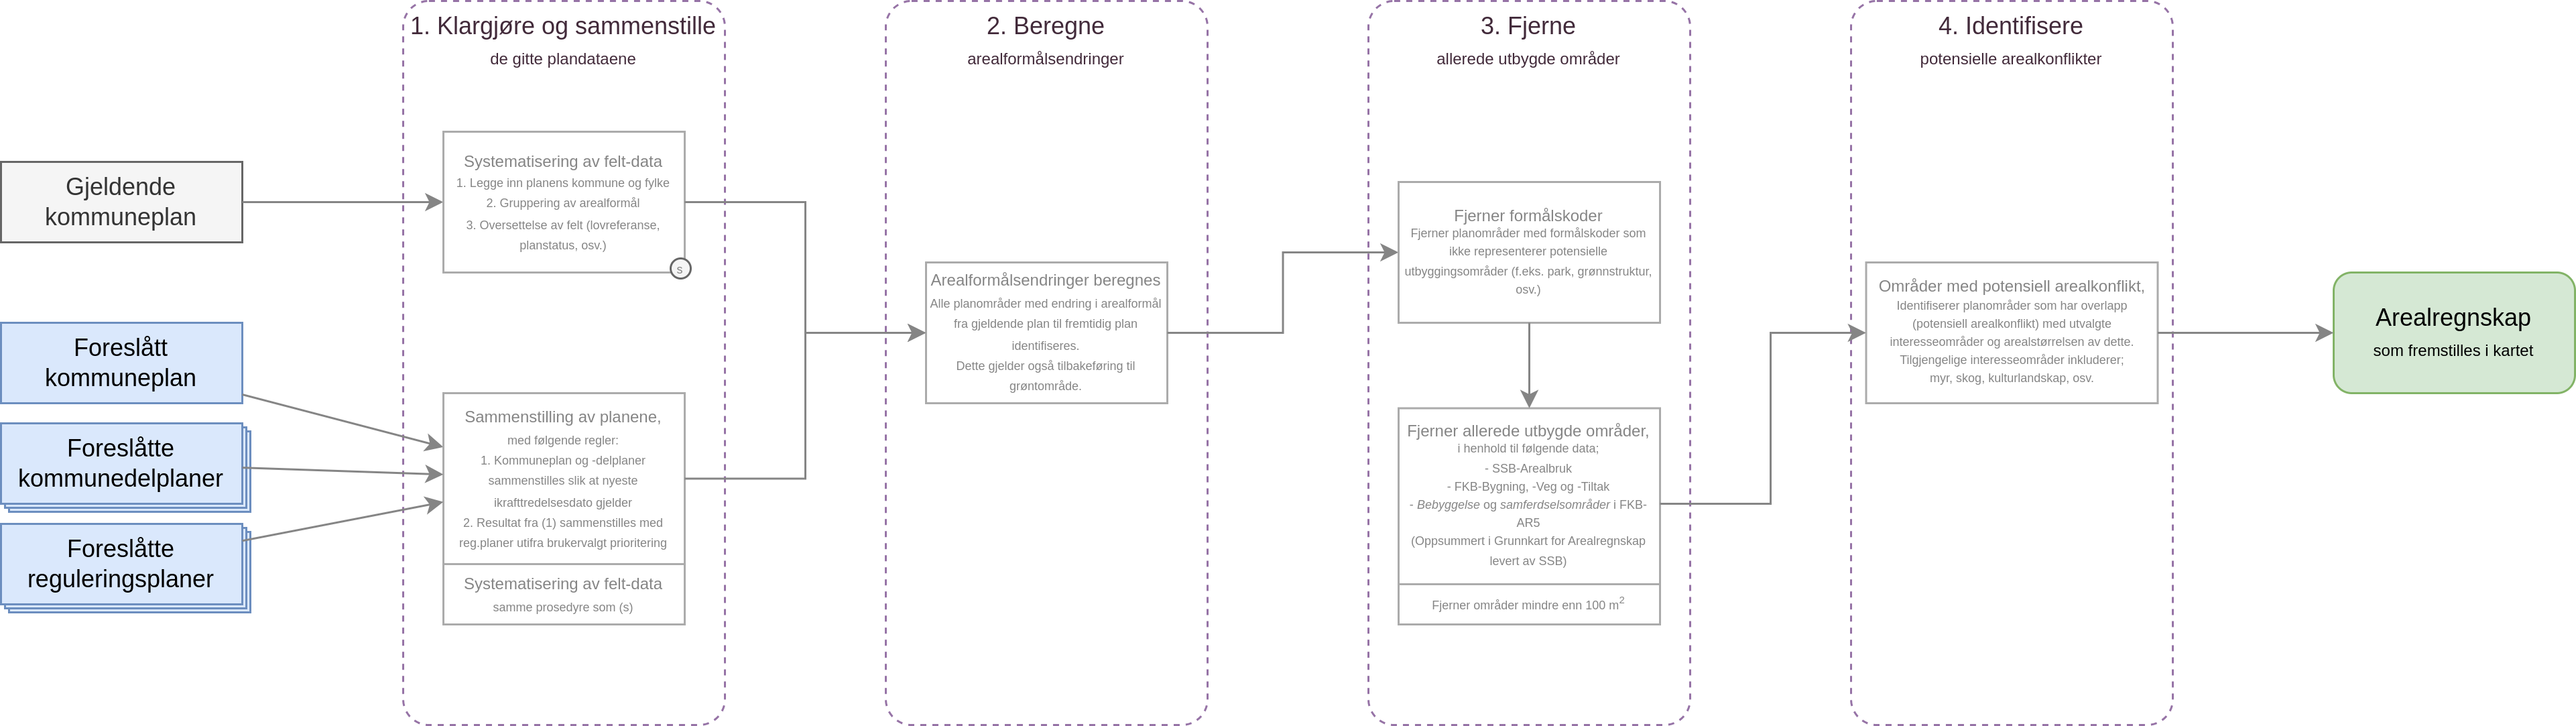 Gjeldende
kommuneplan
Foreslått
kommuneplan
Foreslåtte
kommunedelplaner
Foreslåtte
reguleringsplaner
1. Klargjøre og sammenstille
de gitte plandataene
Systematisering av felt-data
1. Legge inn planens kommune og fylke
2. Gruppering av arealformål
3. Oversettelse av felt (lovreferanse,
planstatus, osv.)
s
Sammenstilling av planene,
med følgende regler:
1. Kommuneplan og -delplaner
sammenstilles slik at nyeste
ikrafttredelsesdato gjelder
2. Resultat fra (1) sammenstilles med
reg.planer utifra brukervalgt prioritering
Systematisering av felt-data
samme prosedyre som (s)
2. Beregne
arealformålsendringer
Arealformålsendringer beregnes
Alle planområder med endring i arealformål
fra gjeldende plan til fremtidig plan
identifiseres.
Dette gjelder også tilbakeføring til
grøntområde.
3. Fjerne
allerede utbygde områder
Fjerner formålskoder
Fjerner planområder med formålskoder som
ikke representerer potensielle
utbyggingsområder (f.eks. park, grønnstruktur,
osv.)
Fjerner allerede utbygde områder,
i henhold til følgende data;
- SSB-Arealbruk
- FKB-Bygning, -Veg og -Tiltak
- Bebyggelse og samferdselsområder i FKB-
AR5
(Oppsummert i Grunnkart for Arealregnskap
levert av SSB)
Fjerner områder mindre enn 100 m²
4. Identifisere
potensielle arealkonflikter
Områder med potensiell arealkonflikt,
Identifiserer planområder som har overlapp
(potensiell arealkonflikt) med utvalgte
interesseområder og arealstørrelsen av dette.
Tilgjengelige interesseområder inkluderer;
myr, skog, kulturlandskap, osv.
Arealregnskap
som fremstilles i kartet